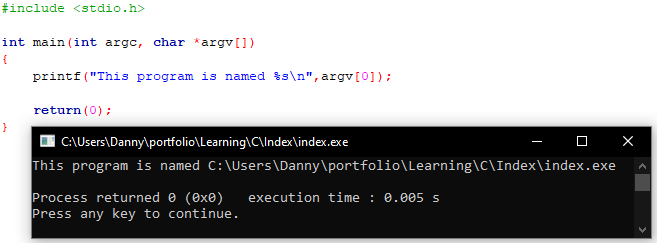 #include <stdio.h>
int main(int argc, char *argv[])
{
    printf("This program is named %s\n",argv[0]);
    return(0);
}
C:\Users\Danny\portfolio\Learning\C\Index\index.exe
This program is named C:\Users\Danny\portfolio\Learning\C\Index\index.exe
Process returned 0 (0x0)   execution time : 0.005 s
Press any key to continue.